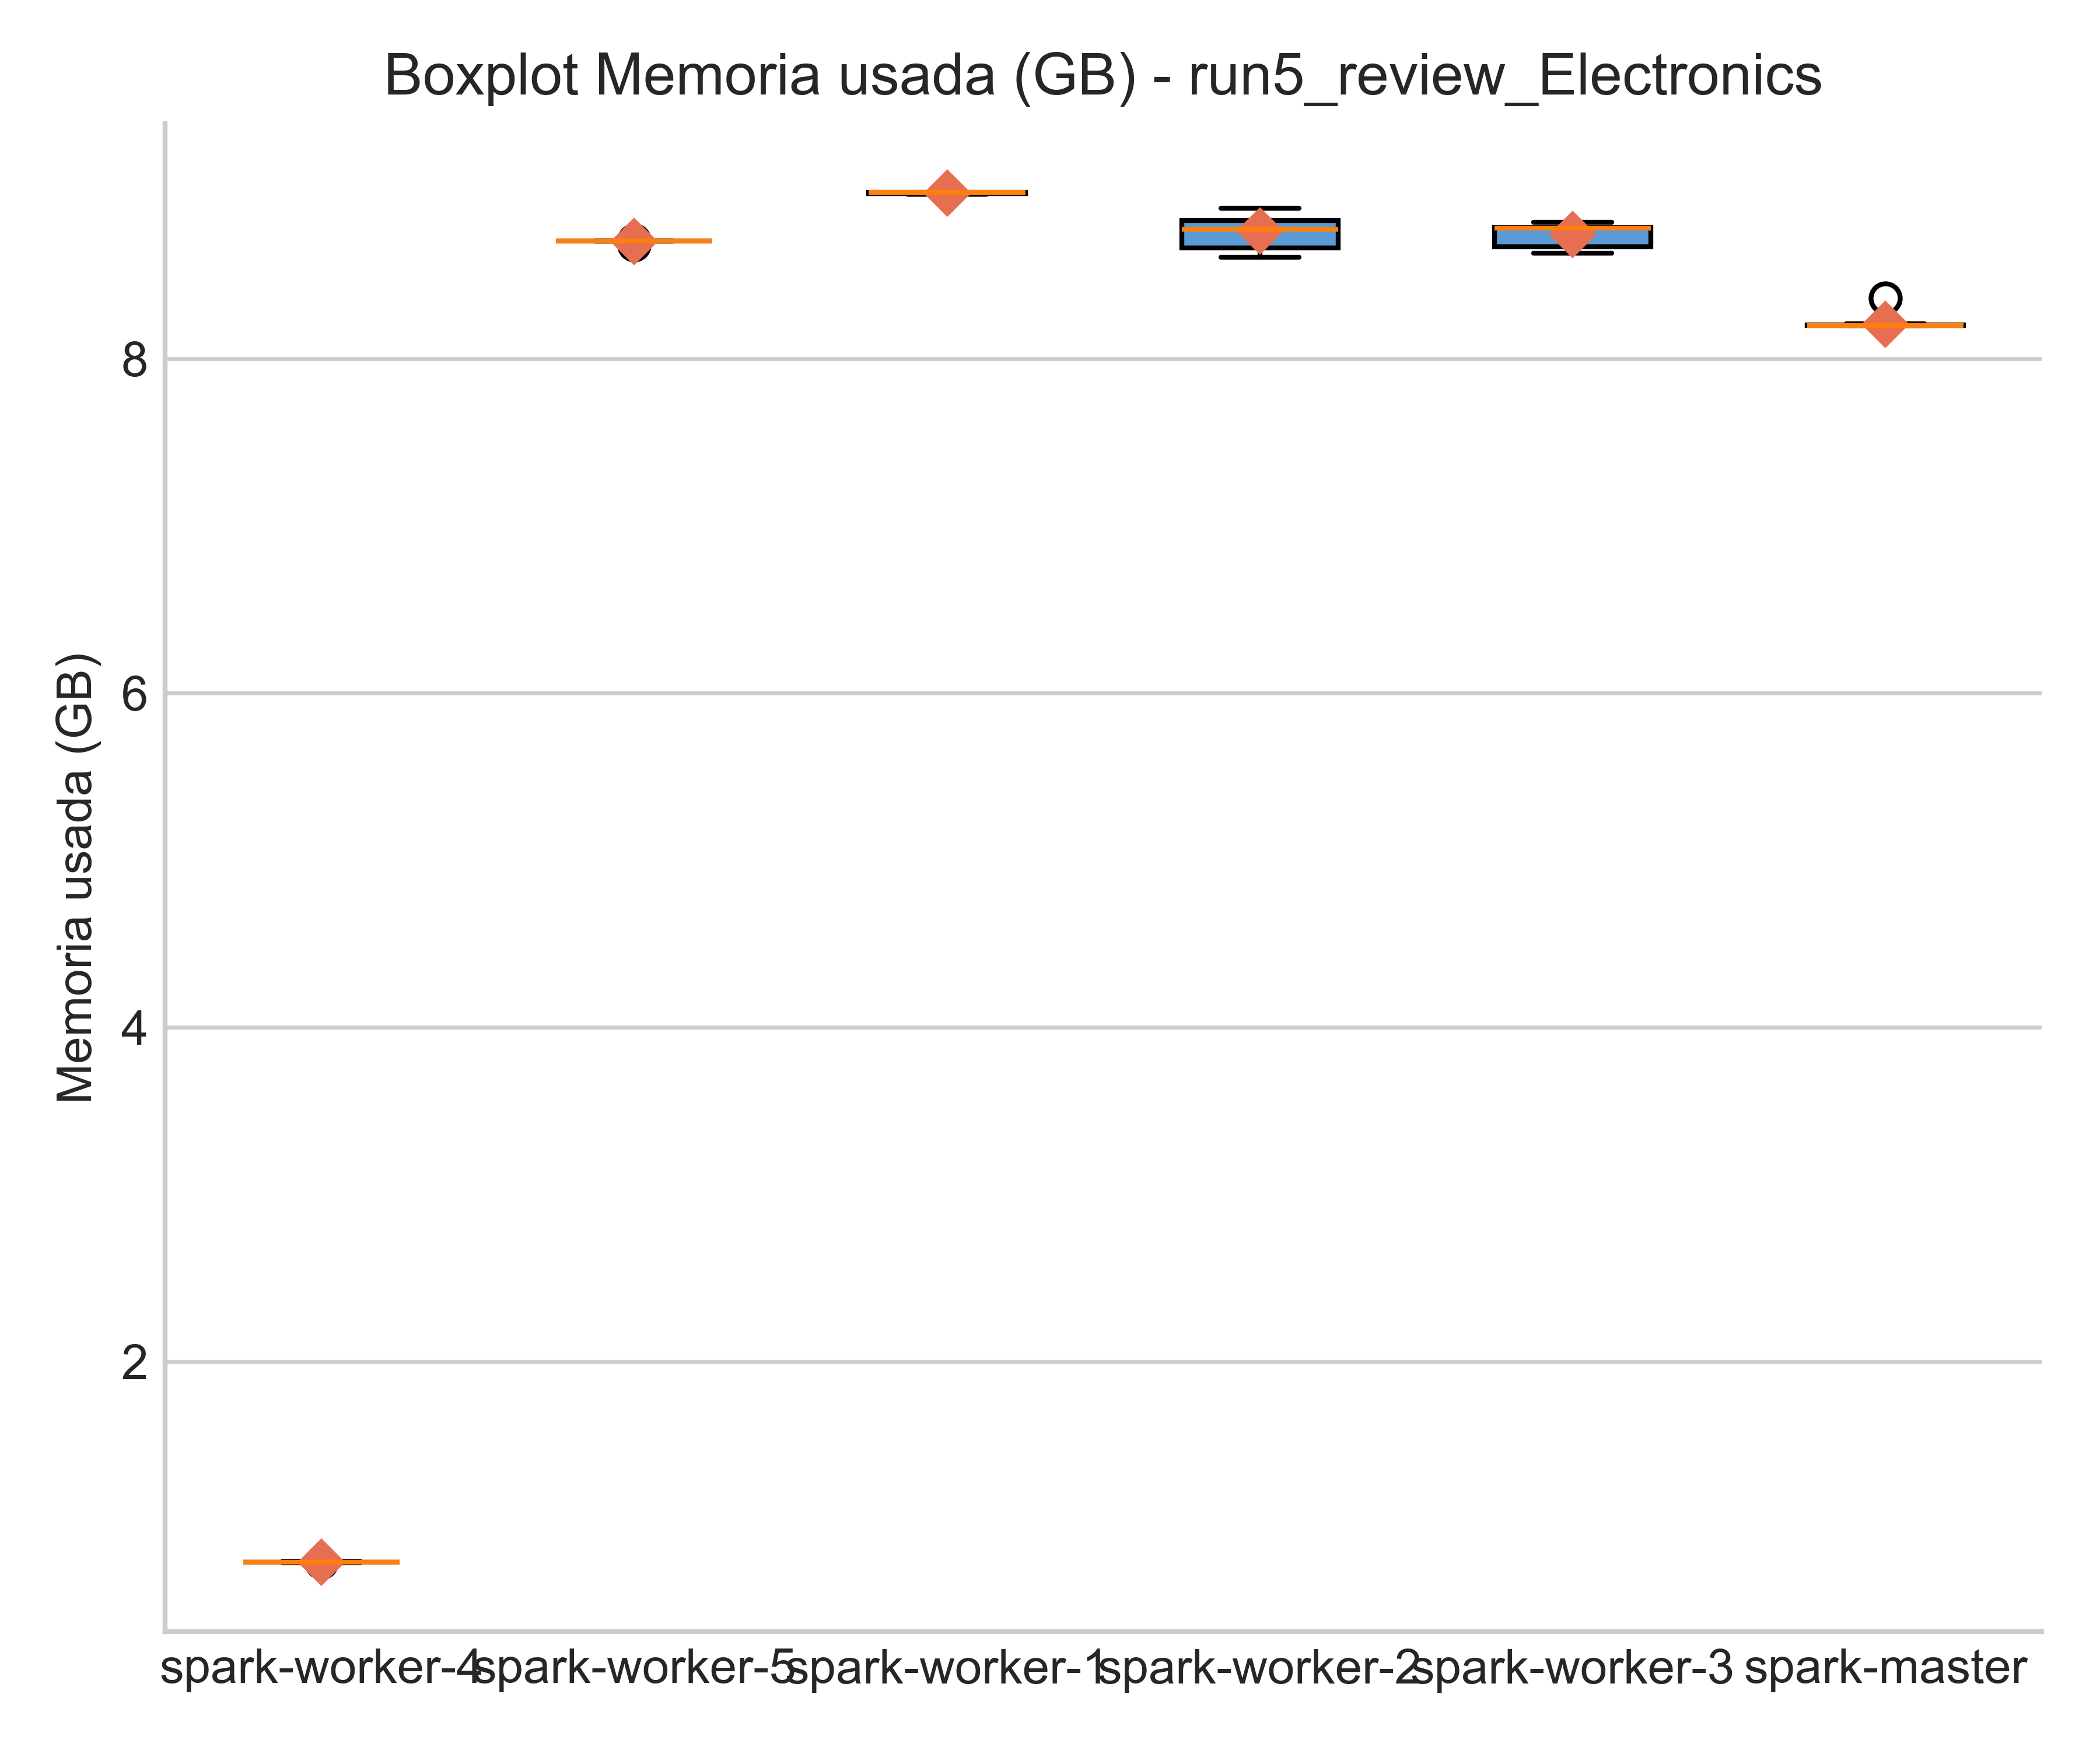 Boxplot Memoria usada (GB) - run5_review_Electronics
Memoria usada (GB)
8
6
4
2
spark-worker-4
spark-worker-5
spark-worker-1
spark-worker-2
spark-worker-3
spark-master